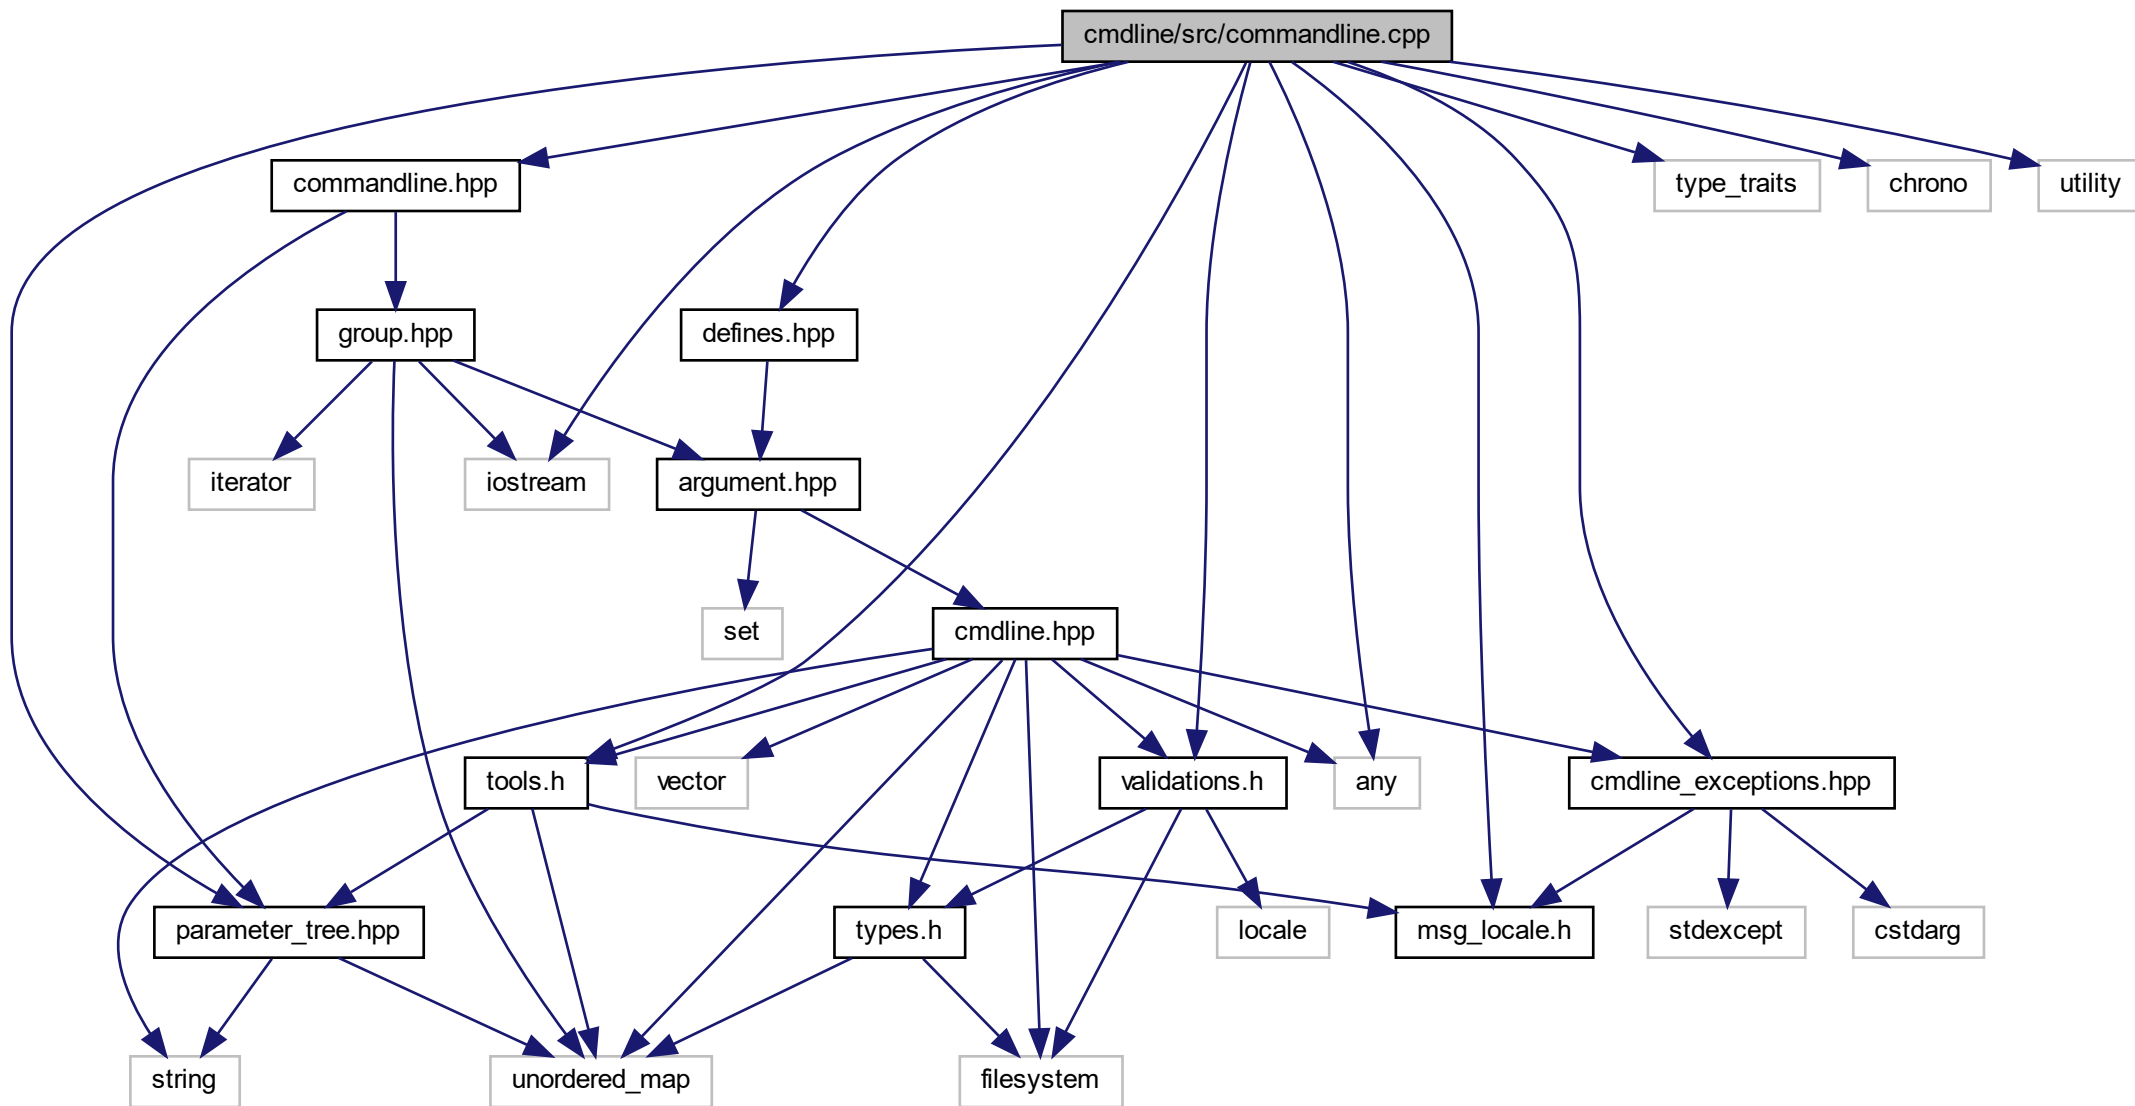 cmdline/src/commandline.cpp
commandline.hpp
type_traits
chrono
utility
group.hpp
defines.hpp
iterator
iostream
argument.hpp
set
cmdline.hpp
tools.h
vector
validations.h
any
cmdline_exceptions.hpp
parameter_tree.hpp
types.h
locale
msg_locale.h
stdexcept
cstdarg
string
unordered_map
filesystem